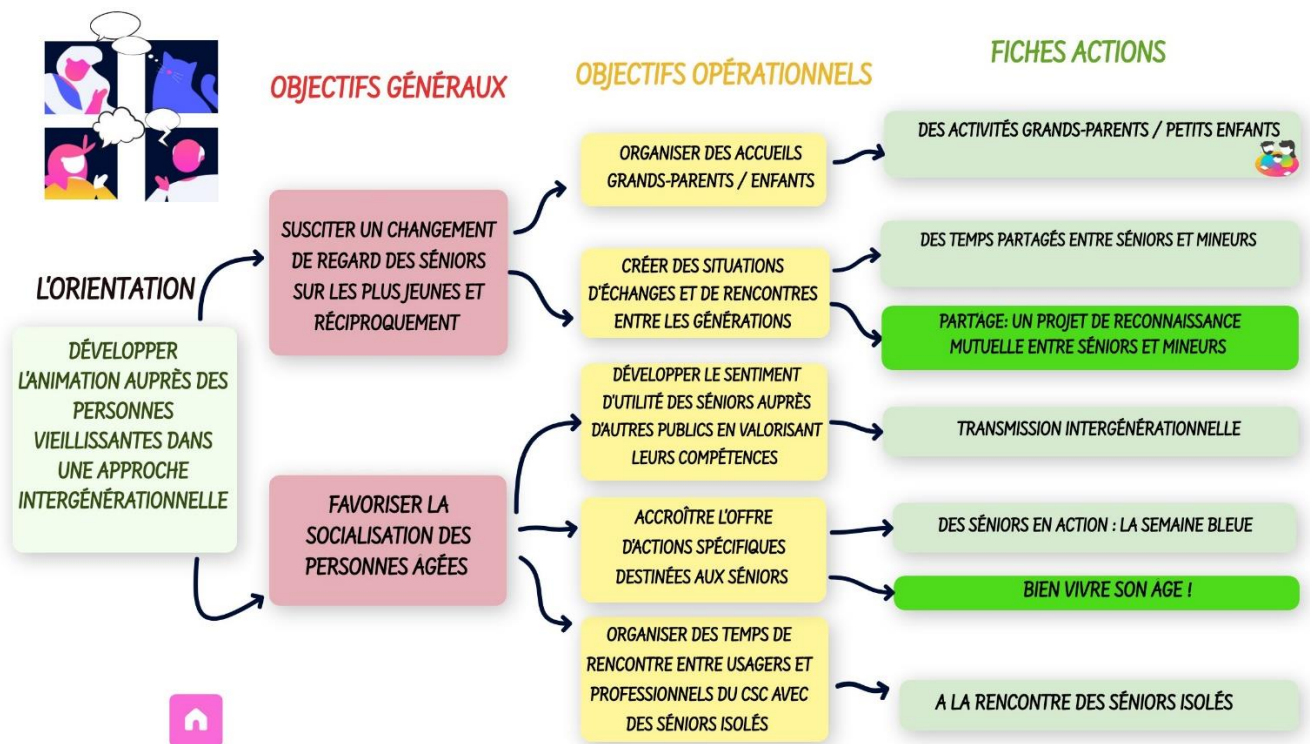 OBJECTIFS GÉNÉRAUX
OBJECTIFS OPÉRATIONNELS
FICHES ACTIONS
L'ORIENTATION
DÉVELOPPER
L'ANIMATION AUPRÈS DES
PERSONNES
VIEILLISSANTES DANS
UNE APPROCHE
INTERGÉNÉRATIONNELLE
SUSCITER UN CHANGEMENT
DE REGARD DES SÉNIORS
SUR LES PLUS JEUNES ET
RÉCIPROQUEMENT
FAVORISER LA
SOCIALISATION DES
PERSONNES ÂGÉES
ORGANISER DES ACCUEILS
GRANDS-PARENTS / ENFANTS
CRÉER DES SITUATIONS
D'ÉCHANGES ET DE RENCONTRES
ENTRE LES GÉNÉRATIONS
DÉVELOPPER LE SENTIMENT
D'UTILITÉ DES SÉNIORS AUPRÈS
D'AUTRES PUBLICS EN VALORISANT
LEURS COMPÉTENCES
ACCROÎTRE L'OFFRE
D'ACTIONS SPÉCIFIQUES
DESTINÉES AUX SÉNIORS
ORGANISER DES TEMPS DE
RENCONTRE ENTRE USAGERS ET
PROFESSIONNELS DU CSC AVEC
DES SÉNIORS ISOLÉS
DES ACTIVITÉS GRANDS-PARENTS / PETITS ENFANTS
DES TEMPS PARTAGÉS ENTRE SÉNIORS ET MINEURS
PART'AGE: UN PROJET DE RECONNAISSANCE
MUTUELLE ENTRE SÉNIORS ET MINEURS
TRANSMISSION INTERGÉNÉRATIONNELLE
DES SÉNIORS EN ACTION : LA SEMAINE BLEUE
BIEN VIVRE SON ÂGE !
A LA RENCONTRE DES SÉNIORS ISOLÉS